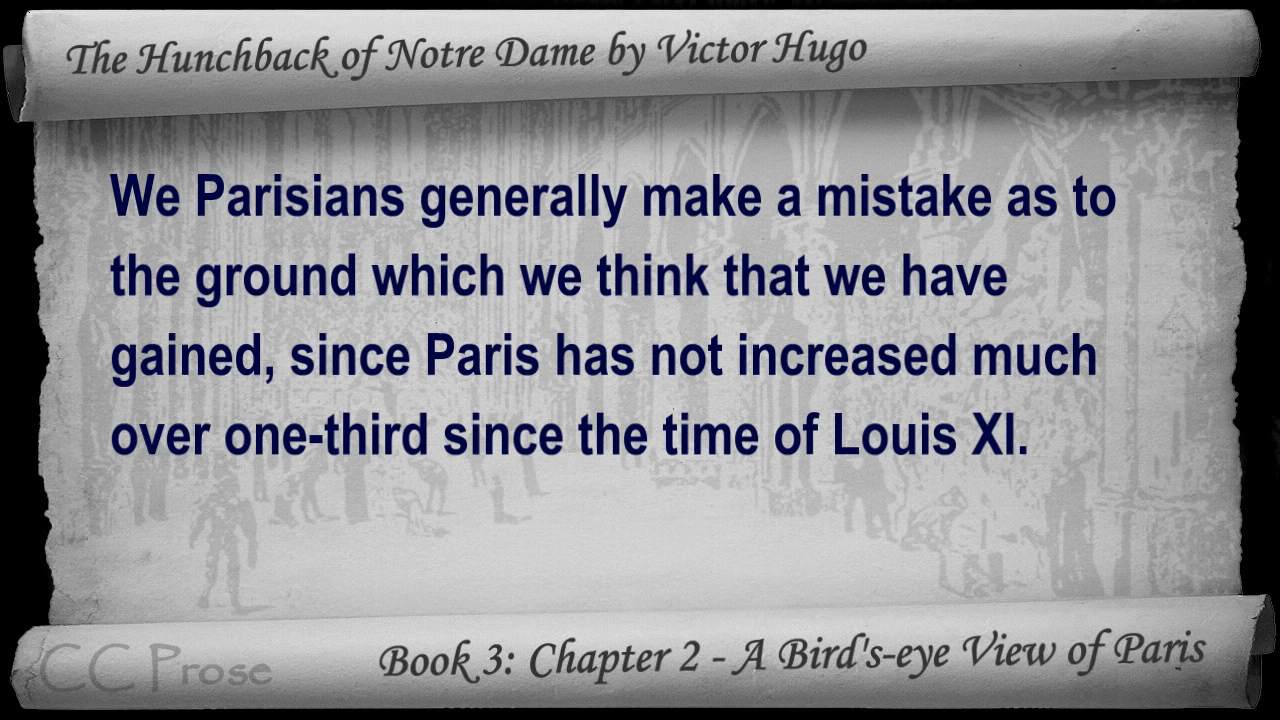 The Hunchback of Notre Dame by Victor Hugo
We Parisians generally make a mistake as to
the ground which we think that we have
gained, since Paris has not increased much
over one-third since the time of Louis XI.
CC Prose
Book 3: Chapter 2 - A Bird's-eye View of Paris